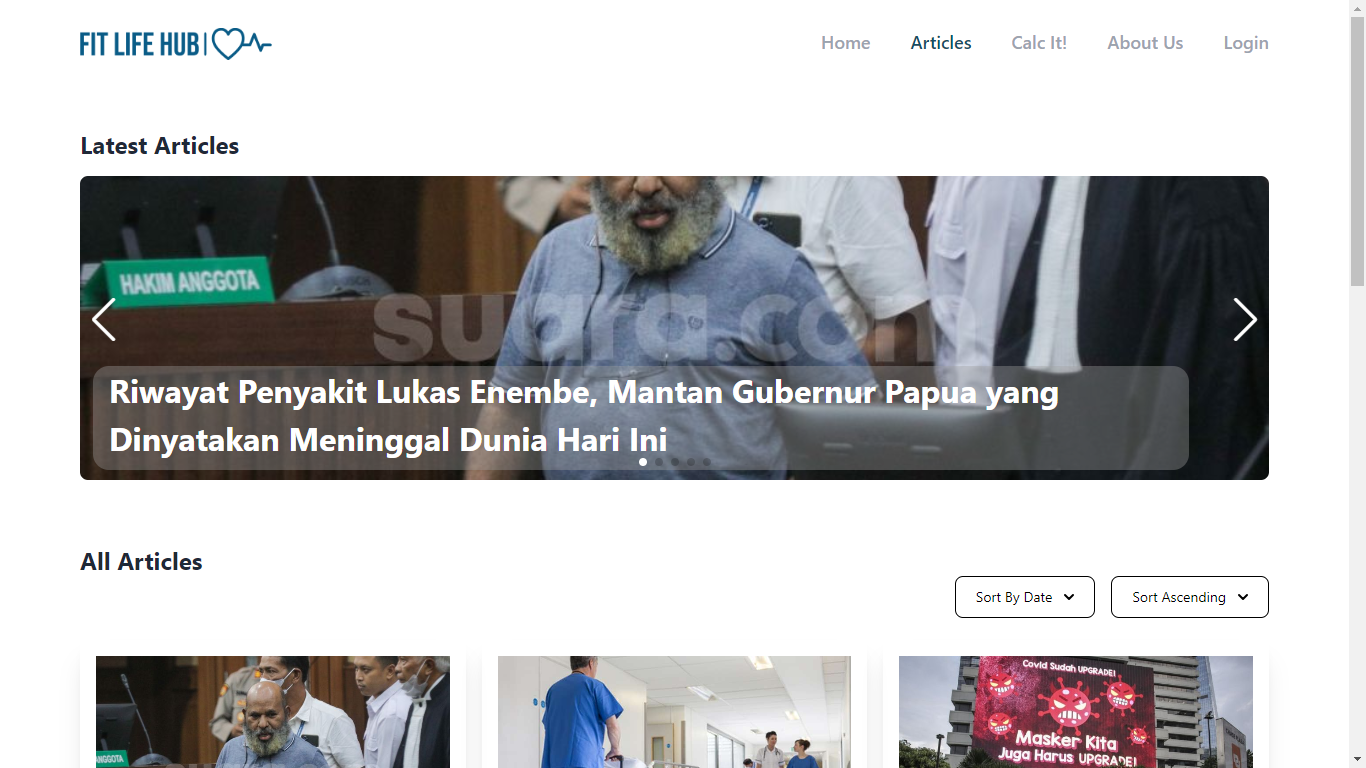 FIT LIFE HUB
Home
Articles
Calc It!
About Us
Login
Latest Articles
HAKIM ANGGOTA
suara.com
Riwayat Penyakit Lukas Enembe, Mantan Gubernur Papua yang
Dinyatakan Meninggal Dunia Hari Ini
All Articles
Sort By Date
Sort Ascending
ANGGOTA
Covid Sudah UPGRADE!
Masker Kita
Juga Harus UPGRADE!